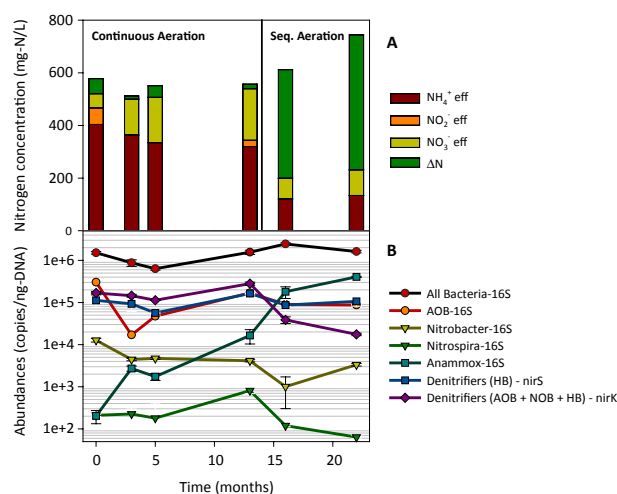 Nitrogen concentration (mg-N/L)
800
600
400
200
0
Continuous Aeration
Seq. Aeration
A
NH₄⁺ eff
NO₂⁻ eff
NO₃⁻ eff
ΔN
Abundances (copies/ng-DNA)
1e+6
1e+5
1e+4
1e+3
1e+2
B
All Bacteria-16S
AOB-16S
Nitrobacter-16S
Nitrospira-16S
Anammox-16S
Denitrifiers (HB) - nirS
Denitrifiers (AOB + NOB + HB) - nirK
0 5 10 15 20
Time (months)